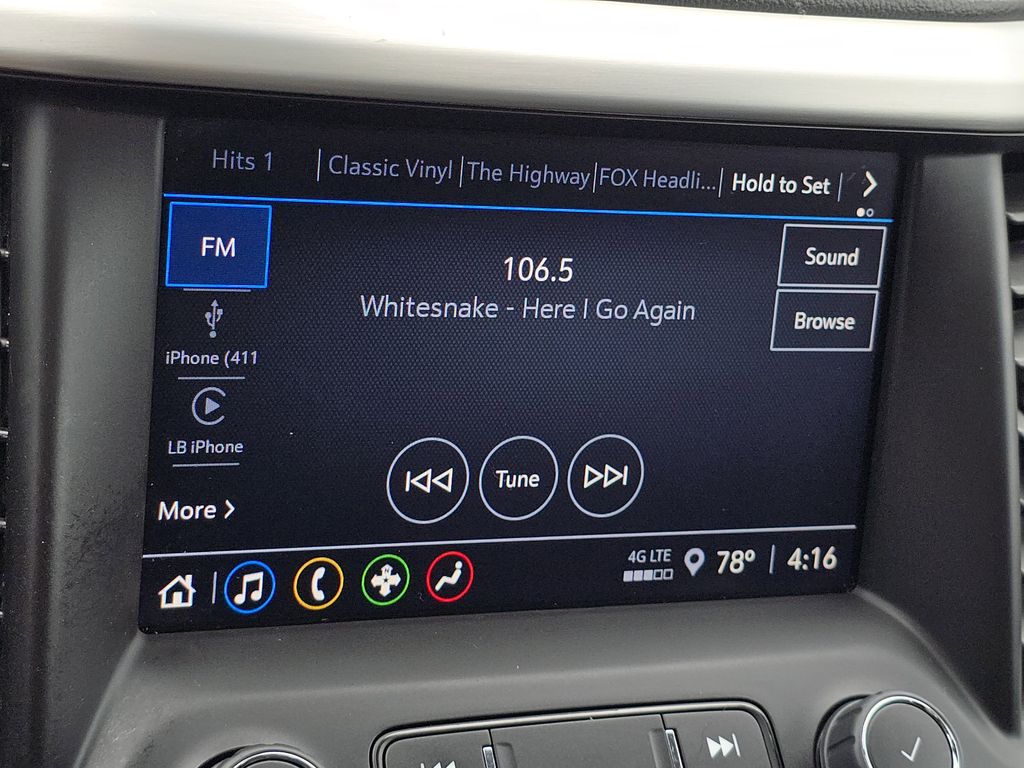 Hits 1
Classic Vinyl
The Highway
FOX Headli...
Hold to Set
FM
106.5
Whitesnake - Here I Go Again
Sound
Browse
iPhone (411
LB iPhone
More
Tune
4G LTE
78°
4:16